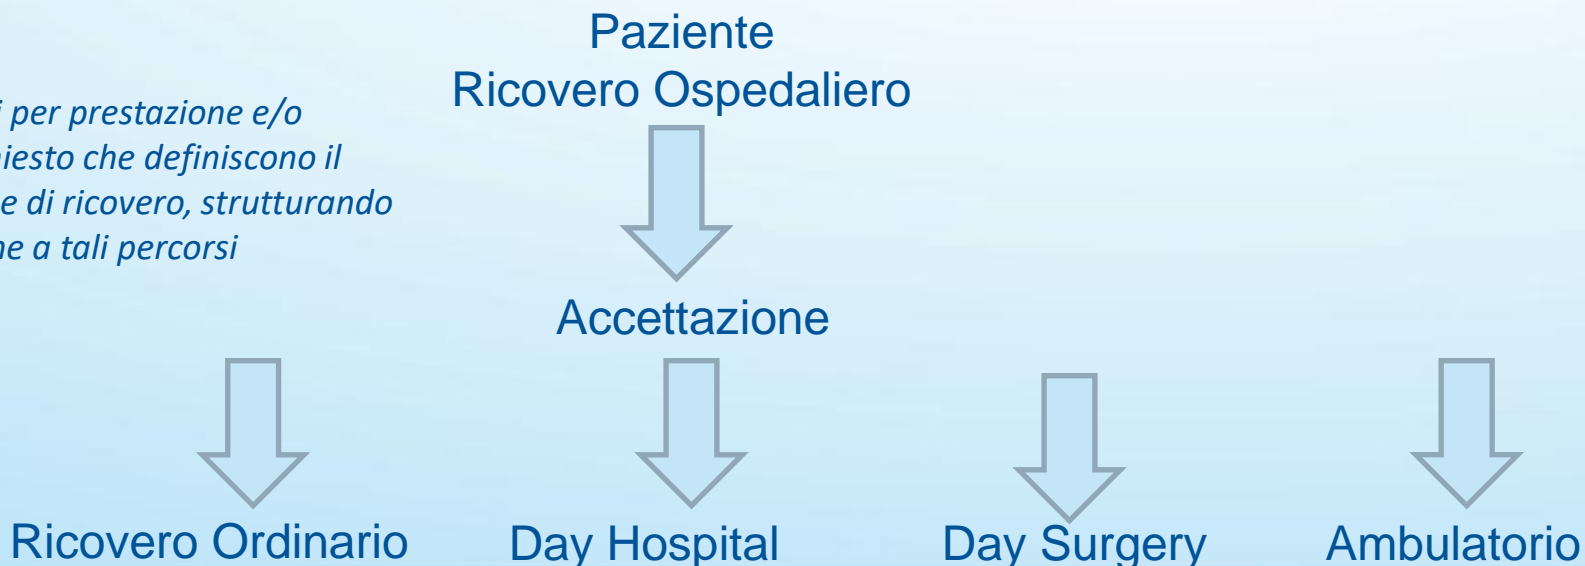 Paziente
Ricovero Ospedaliero
i per prestazione e/o
iesto che definiscono il
e di ricovero, strutturando
ne a tali percorsi
Accettazione
Ricovero Ordinario
Day Hospital
Day Surgery
Ambulatorio